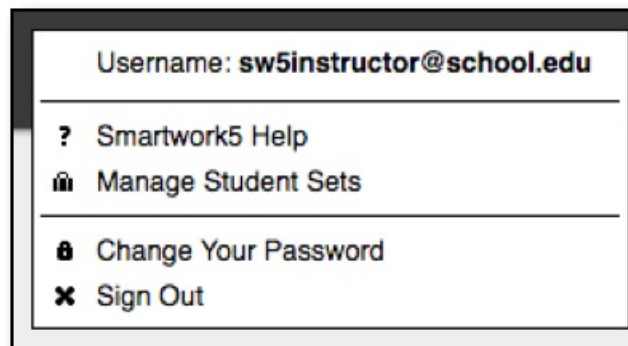 Username: sw5instructor@school.edu
? Smartwork5 Help
Manage Student Sets
Change Your Password
Sign Out